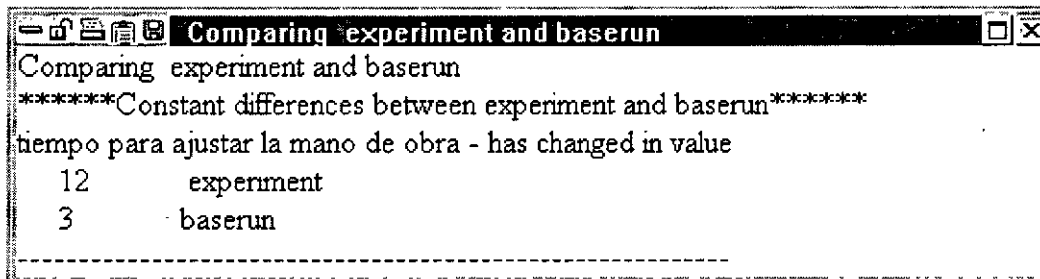 Comparing experiment and baserun
Comparing experiment and baserun
******Constant differences between experiment and baserun******
tiempo para ajustar la mano de obra - has changed in value
12 experiment
3 baserun
--------------------------------------------------------------